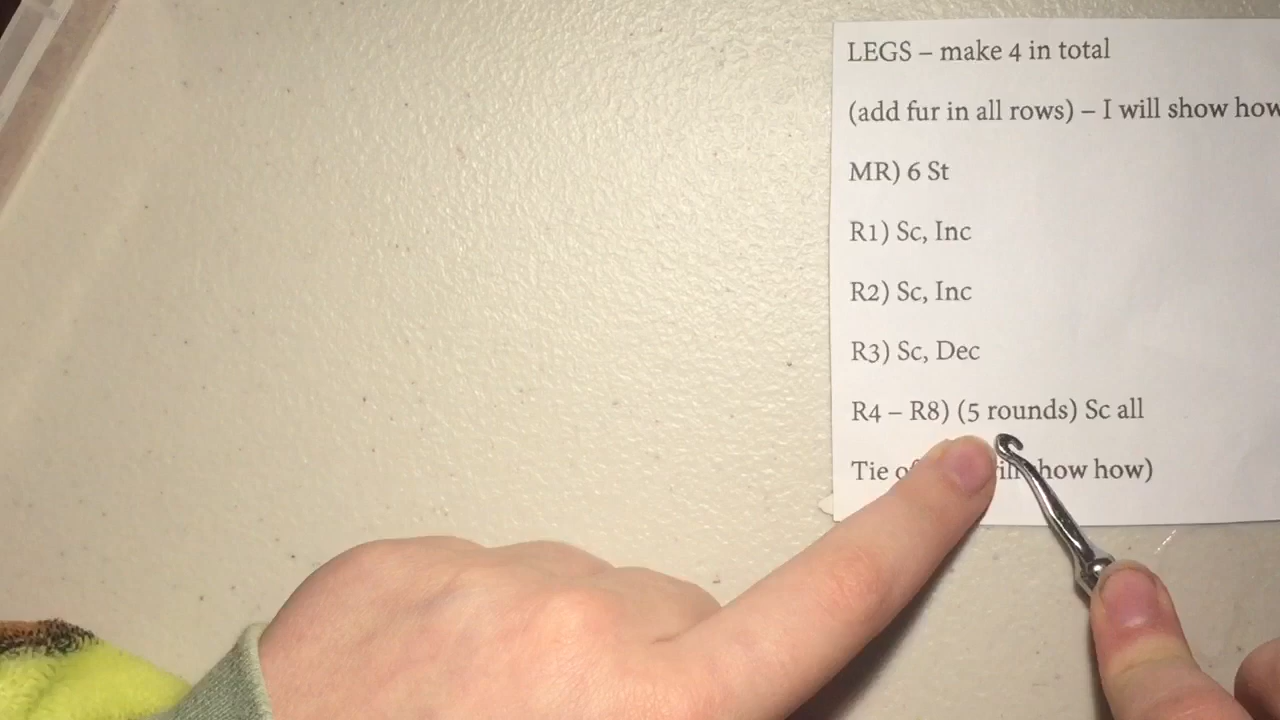 LEGS – make 4 in total
(add fur in all rows) – I will show how
MR) 6 St
R1) Sc, Inc
R2) Sc, Inc
R3) Sc, Dec
R4 – R8) (5 rounds) Sc all
Tie show how)